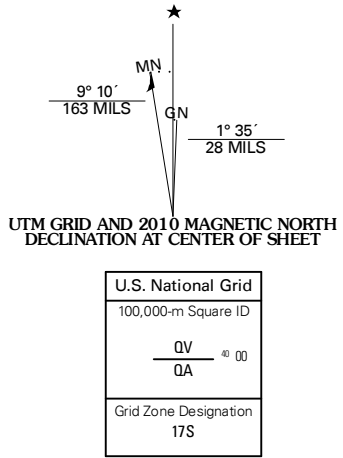 ★
MN
9° 10´
163 MILS
GN
1° 35´
28 MILS
UTM GRID AND 2010 MAGNETIC NORTH
DECLINATION AT CENTER OF SHEET
U.S. National Grid
100,000-m Square ID
QV
40 00
QA
Grid Zone Designation
17S